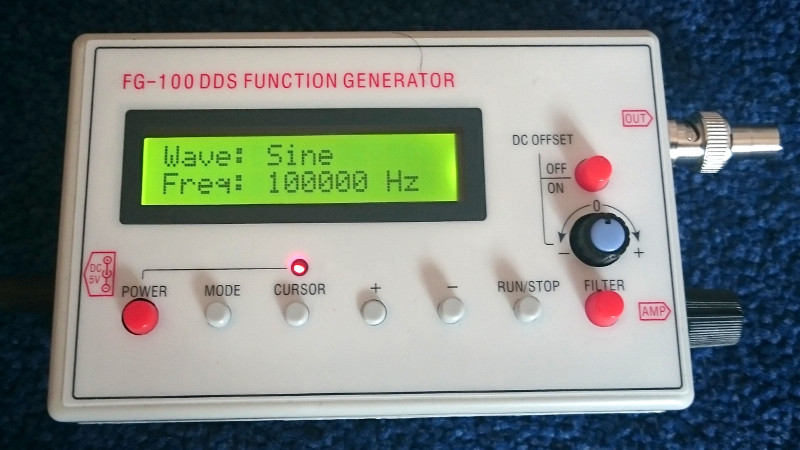 FG-100 DDS FUNCTION GENERATOR
OUT
Wave: Sine
Freq: 100000 Hz
DC OFFSET
OFF
ON
0
- +
DC 5V
POWER MODE CURSOR + - RUN/STOP FILTER
AMP